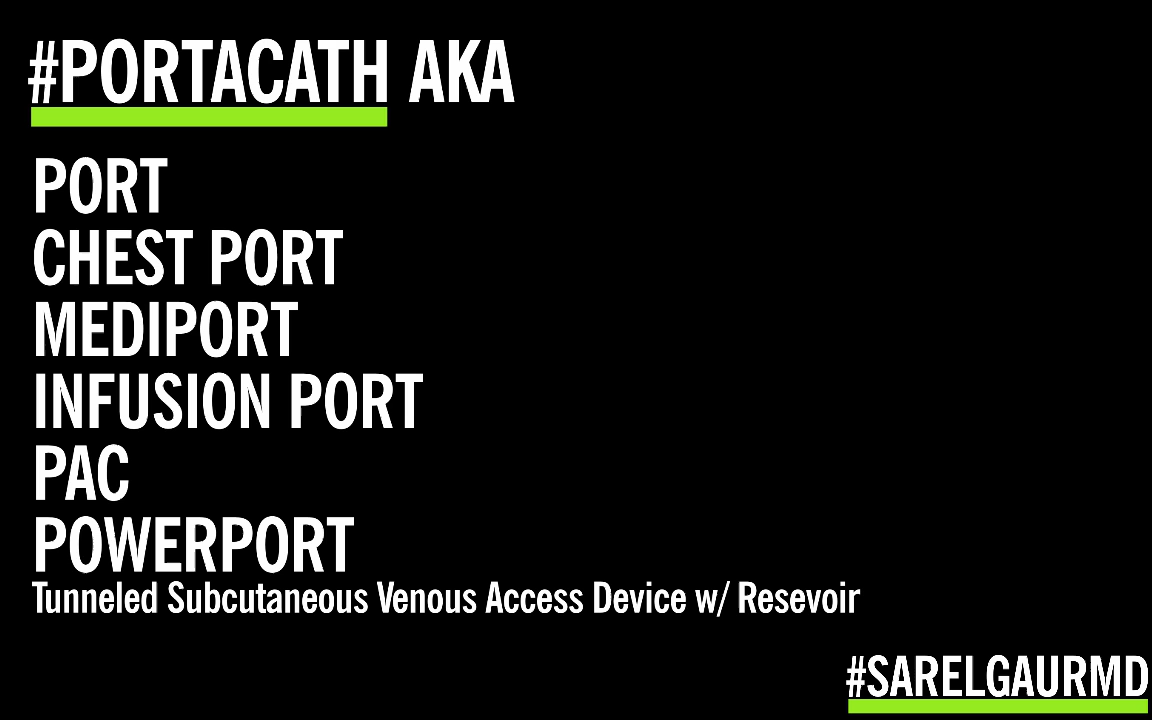 #PORTACATH AKA
PORT
CHEST PORT
MEDIPORT
INFUSION PORT
PAC
POWERPORT
Tunneled Subcutaneous Venous Access Device w/ Resevoir
#SARELGAURMD